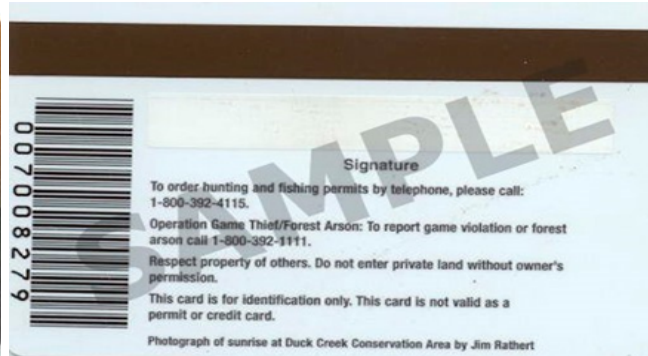 0007008279
SAMPLE
Signature
To order hunting and fishing permits by telephone, please call:
1-800-392-4115.
Operation Game Thief/Forest Arson: To report game violation or forest
arson call 1-800-392-1111.
Respect property of others. Do not enter private land without owner's
permission.
This card is for identification only. This card is not valid as a
permit or credit card.
Photograph of sunrise at Duck Creek Conservation Area by Jim Rathert